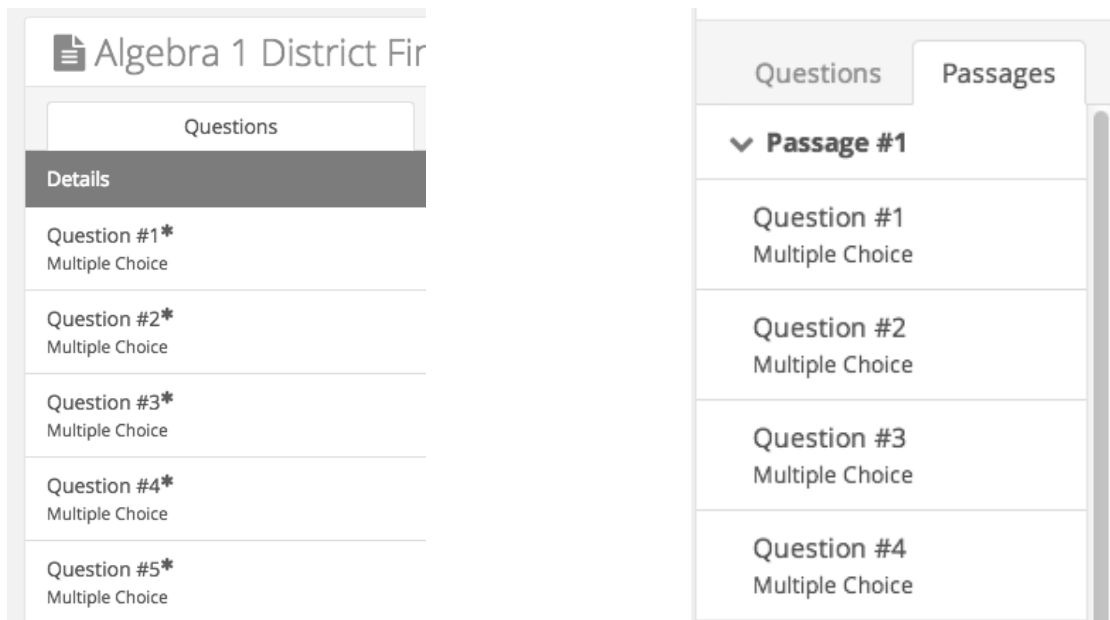 Algebra 1 District Fir
Questions
Details
Question #1*
Multiple Choice
Question #2*
Multiple Choice
Question #3*
Multiple Choice
Question #4*
Multiple Choice
Question #5*
Multiple Choice
Questions Passages
Passage #1
Question #1
Multiple Choice
Question #2
Multiple Choice
Question #3
Multiple Choice
Question #4
Multiple Choice